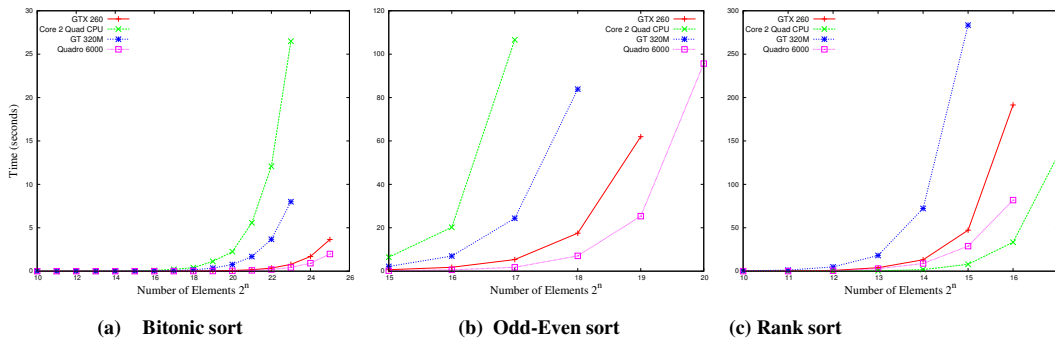 GTX 260
Core 2 Quad CPU
GT 320M
Quadro 6000
30
25
20
15
10
5
0
Time (seconds)
10 12 14 16 18 20 22 24 26
Number of Elements 2^n
(a) Bitonic sort
GTX 260
Core 2 Quad CPU
GT 320M
Quadro 6000
120
100
80
60
40
20
0
15 16 17 18 19 20
Number of Elements 2^n
(b) Odd-Even sort
GTX 260
Core 2 Quad CPU
GT 320M
Quadro 6000
300
250
200
150
100
50
0
10 11 12 13 14 15 16
Number of Elements 2^n
(c) Rank sort